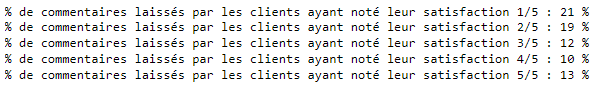 % de commentaires laissés par les clients ayant noté leur satisfaction 1/5 : 21 %
% de commentaires laissés par les clients ayant noté leur satisfaction 2/5 : 19 %
% de commentaires laissés par les clients ayant noté leur satisfaction 3/5 : 12 %
% de commentaires laissés par les clients ayant noté leur satisfaction 4/5 : 10 %
% de commentaires laissés par les clients ayant noté leur satisfaction 5/5 : 13 %